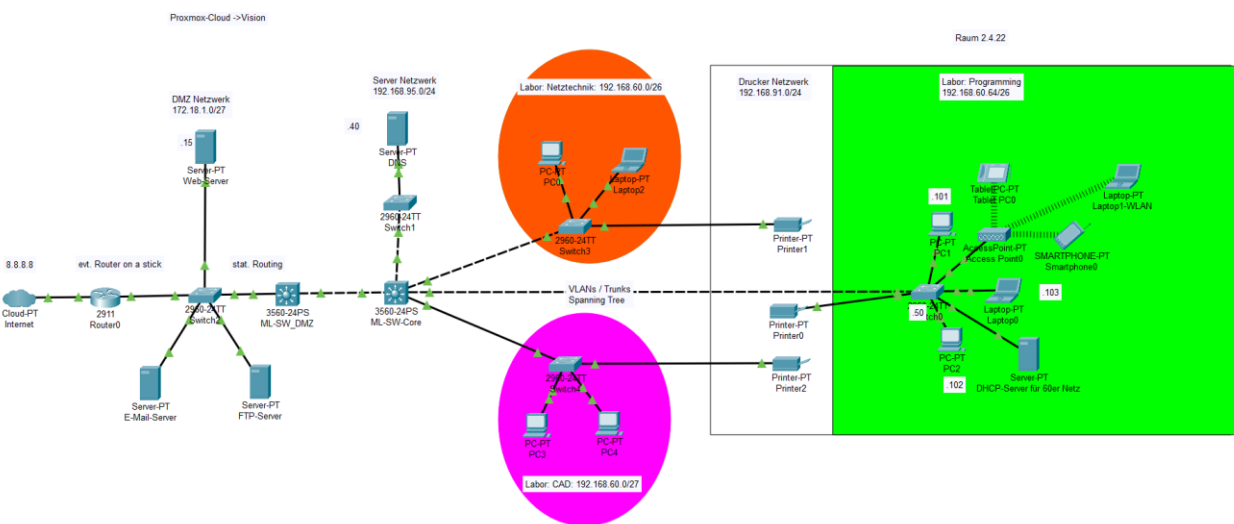 Proxmox-Cloud ->Vision
Raum 2.4.22
DMZ Netzwerk
172.18.1.0/27
.15
Server-PT
Web-Server
Server Netzwerk
192.168.95.0/24
.40
Server-PT
DNS
2960-24TT
Switch1
Labor: Netztechnik: 192.168.60.0/26
PC-PT
PC0
Laptop-PT
Laptop2
2960-24TT
Switch3
Drucker Netzwerk
192.168.91.0/24
Printer-PT
Printer1
Printer-PT
Printer0
Printer-PT
Printer2
Labor: Programming
192.168.60.64/26
TabletPC-PT
Tablet PC0
Laptop-PT
Laptop1-WLAN
.101
PC-PT
PC1
AccessPoint-PT
Access Point0
SMARTPHONE-PT
Smartphone0
.103
Laptop-PT
Laptop0
.50
PC-PT
PC2
.102
Server-PT
DHCP-Server für 60er Netz
8.8.8.8
evt. Router on a stick
stat. Routing
Cloud-PT
Internet
2911
Router0
2960-24TT
Switch2
3560-24PS
ML-SW_DMZ
3560-24PS
ML-SW-Core
VLANs / Trunks
Spanning Tree
Server-PT
E-Mail-Server
Server-PT
FTP-Server
2960-24TT
Switch4
PC-PT
PC3
PC-PT
PC4
Labor: CAD: 192.168.60.0/27